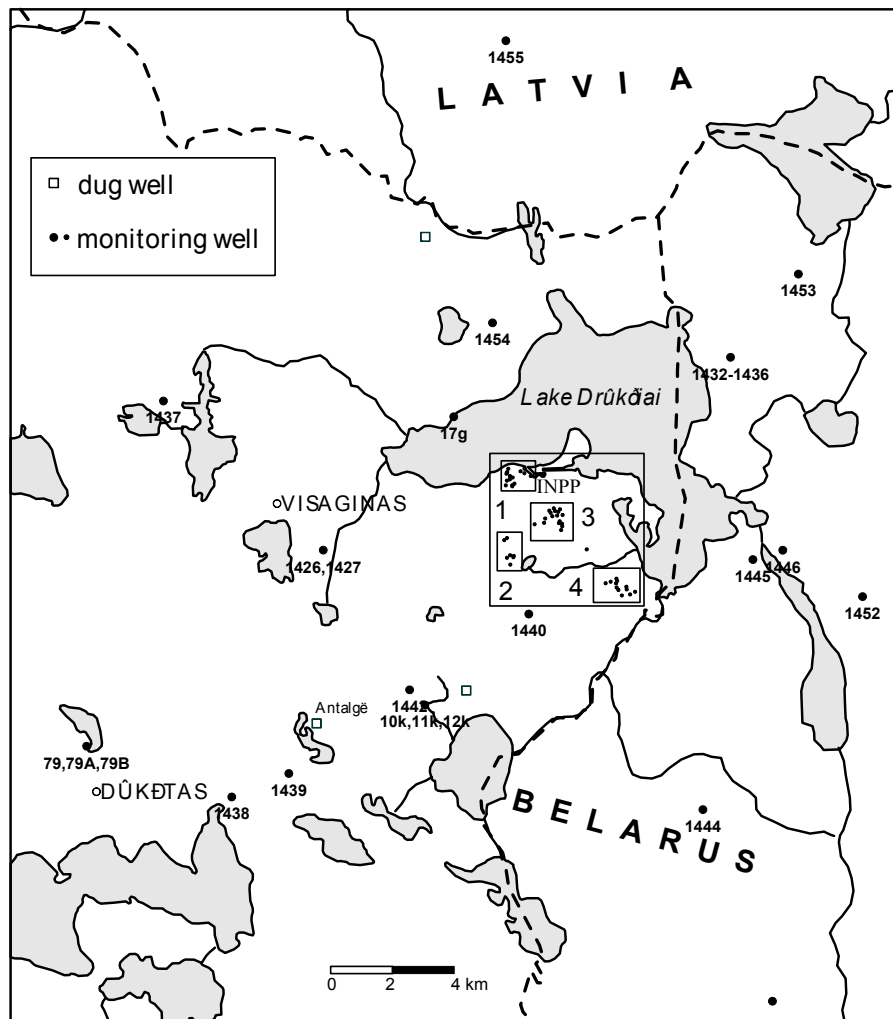 1455
LATVIA
dug well
monitoring well
1453
1454
1432-1436
Lake Drûkðiai
1437
17g
INPP
VISAGINAS
1
3
1426,1427
1445
1446
2
4
1452
1440
1442
10k,11k,12k
Antalgë
79,79A,79B
DÛKÐTAS
1439
1438
BELARUS
1444
0 2 4 km